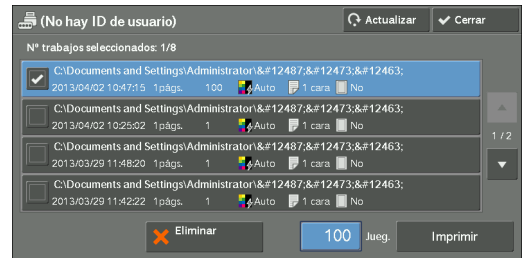 (No hay ID de usuario) Actualizar Cerrar
Nº trabajos seleccionados: 1/8
C:\Documents and Settings\Administrator\&#12487;&#12473;&#12463;
2013/04/02 10:47:15 1págs. 100 Auto 1 cara No
C:\Documents and Settings\Administrator\&#12487;&#12473;&#12463;
2013/04/02 10:25:02 1págs. 1 Auto 1 cara No
1/2
C:\Documents and Settings\Administrator\&#12487;&#12473;&#12463;
2013/03/29 11:48:20 1págs. 1 Auto 1 cara No
C:\Documents and Settings\Administrator\&#12487;&#12473;&#12463;
2013/03/29 11:42:22 1págs. 1 Auto 1 cara No
Eliminar 100 Jueg. Imprimir